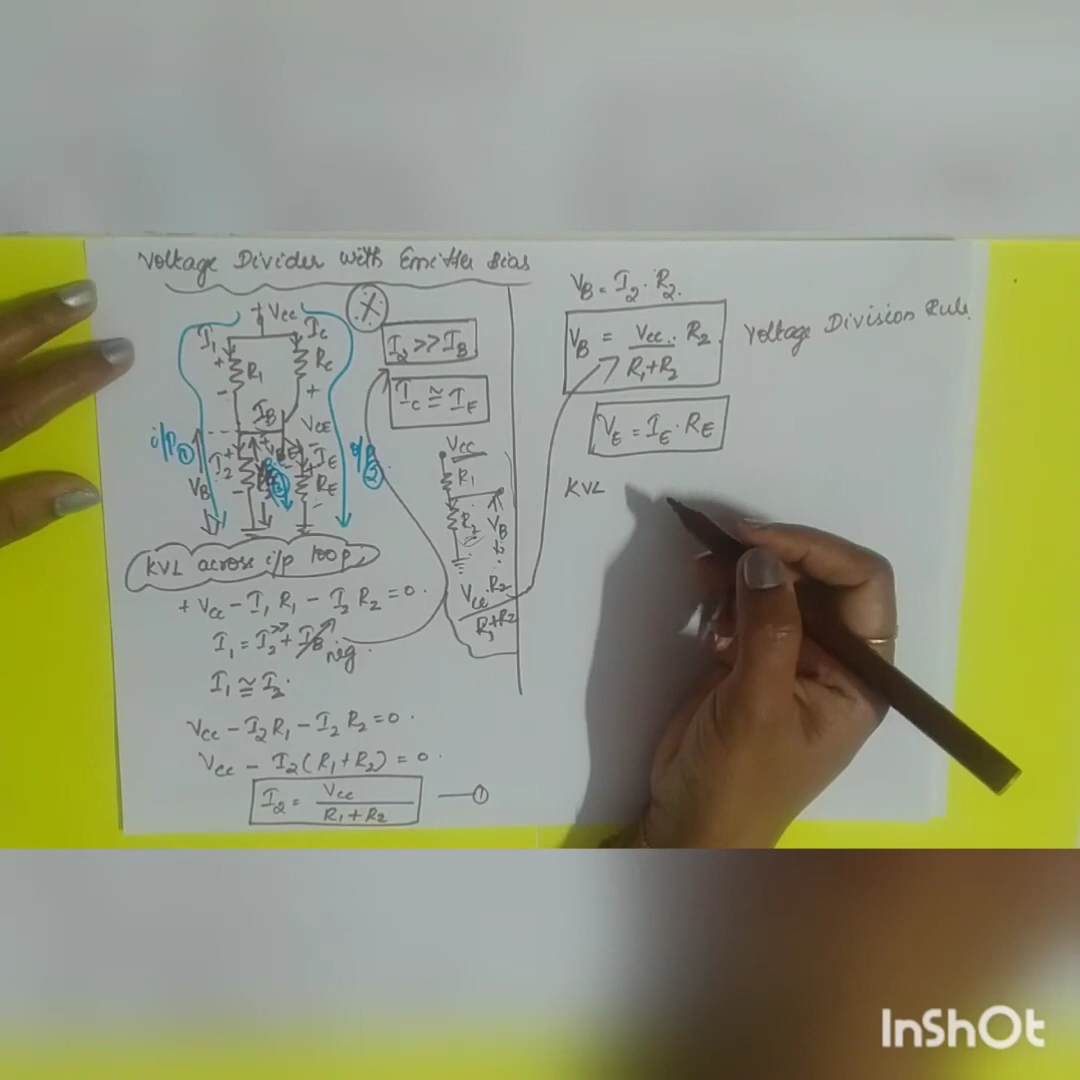 Voltage Divider with Emitter Bias
+ Vcc
I1
Ic
+
R1
Rc
-
+
IB
VCE
-
i/p ①
I2
+
IE
RE
o/p ②
VB
X
I2 >> IB
Ic ≅ IE
Vcc
R1
R2
VB
Vcc . R2
R1+R2
KVL across i/p loop
+ Vcc - I1 R1 - I2 R2 = 0.
I1 = I2 >> + IB neg.
I1 ≅ I2.
Vcc - I2 R1 - I2 R2 = 0.
Vcc - I2 (R1 + R2) = 0.
I2 = Vcc
R1 + R2
①
VB = I2 . R2.
VB = Vcc . R2.
R1 + R2
Voltage Division Rule
VE = IE . RE
KVL
InShOt